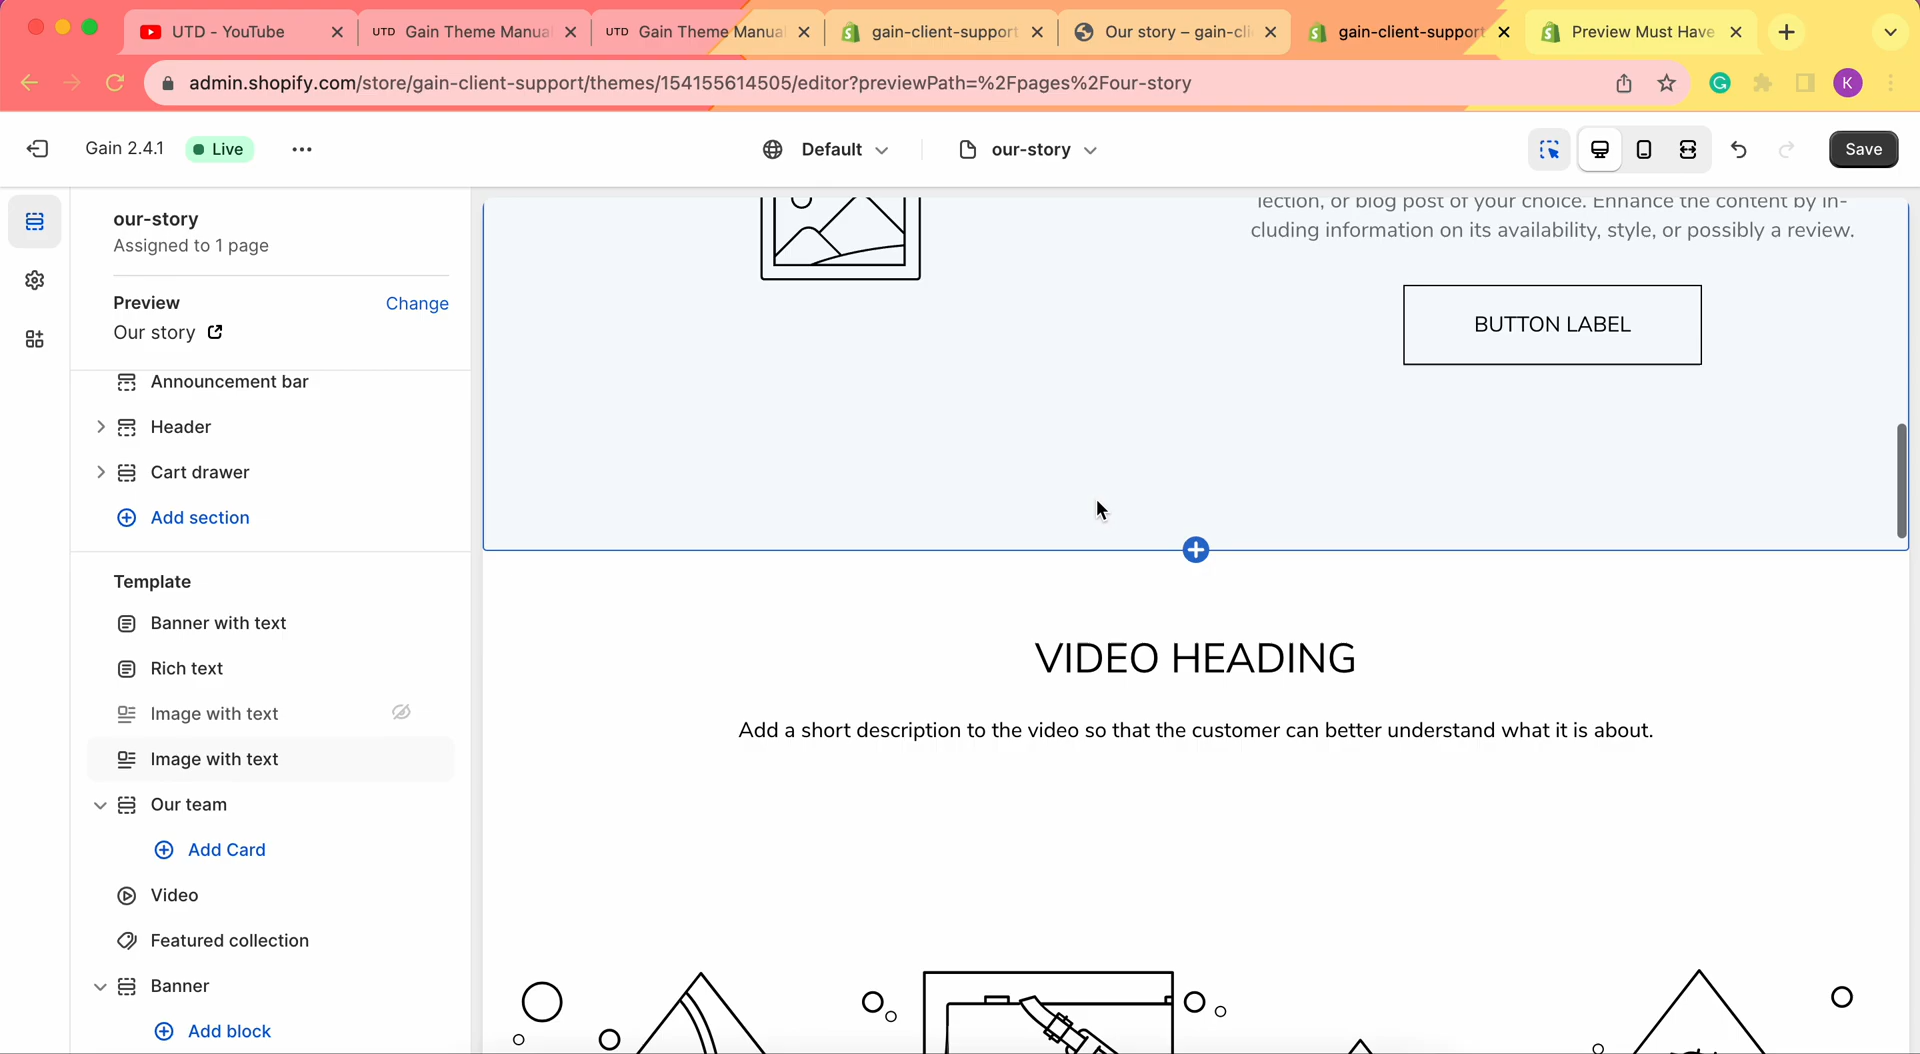 UTD - YouTube
UTD Gain Theme Manual
UTD Gain Theme Manual
gain-client-support
Our story – gain-cli
gain-client-support
Preview Must Have
admin.shopify.com/store/gain-client-support/themes/154155614505/editor?previewPath=%2Fpages%2Four-story
K
Gain 2.4.1
Live
Default
our-story
Save
our-story
Assigned to 1 page
Preview
Change
Our story
Announcement bar
Header
Cart drawer
Add section
Template
Banner with text
Rich text
Image with text
Image with text
Our team
Add Card
Video
Featured collection
Banner
Add block
lection, or blog post of your choice. Enhance the content by in-
cluding information on its availability, style, or possibly a review.
BUTTON LABEL
VIDEO HEADING
Add a short description to the video so that the customer can better understand what it is about.